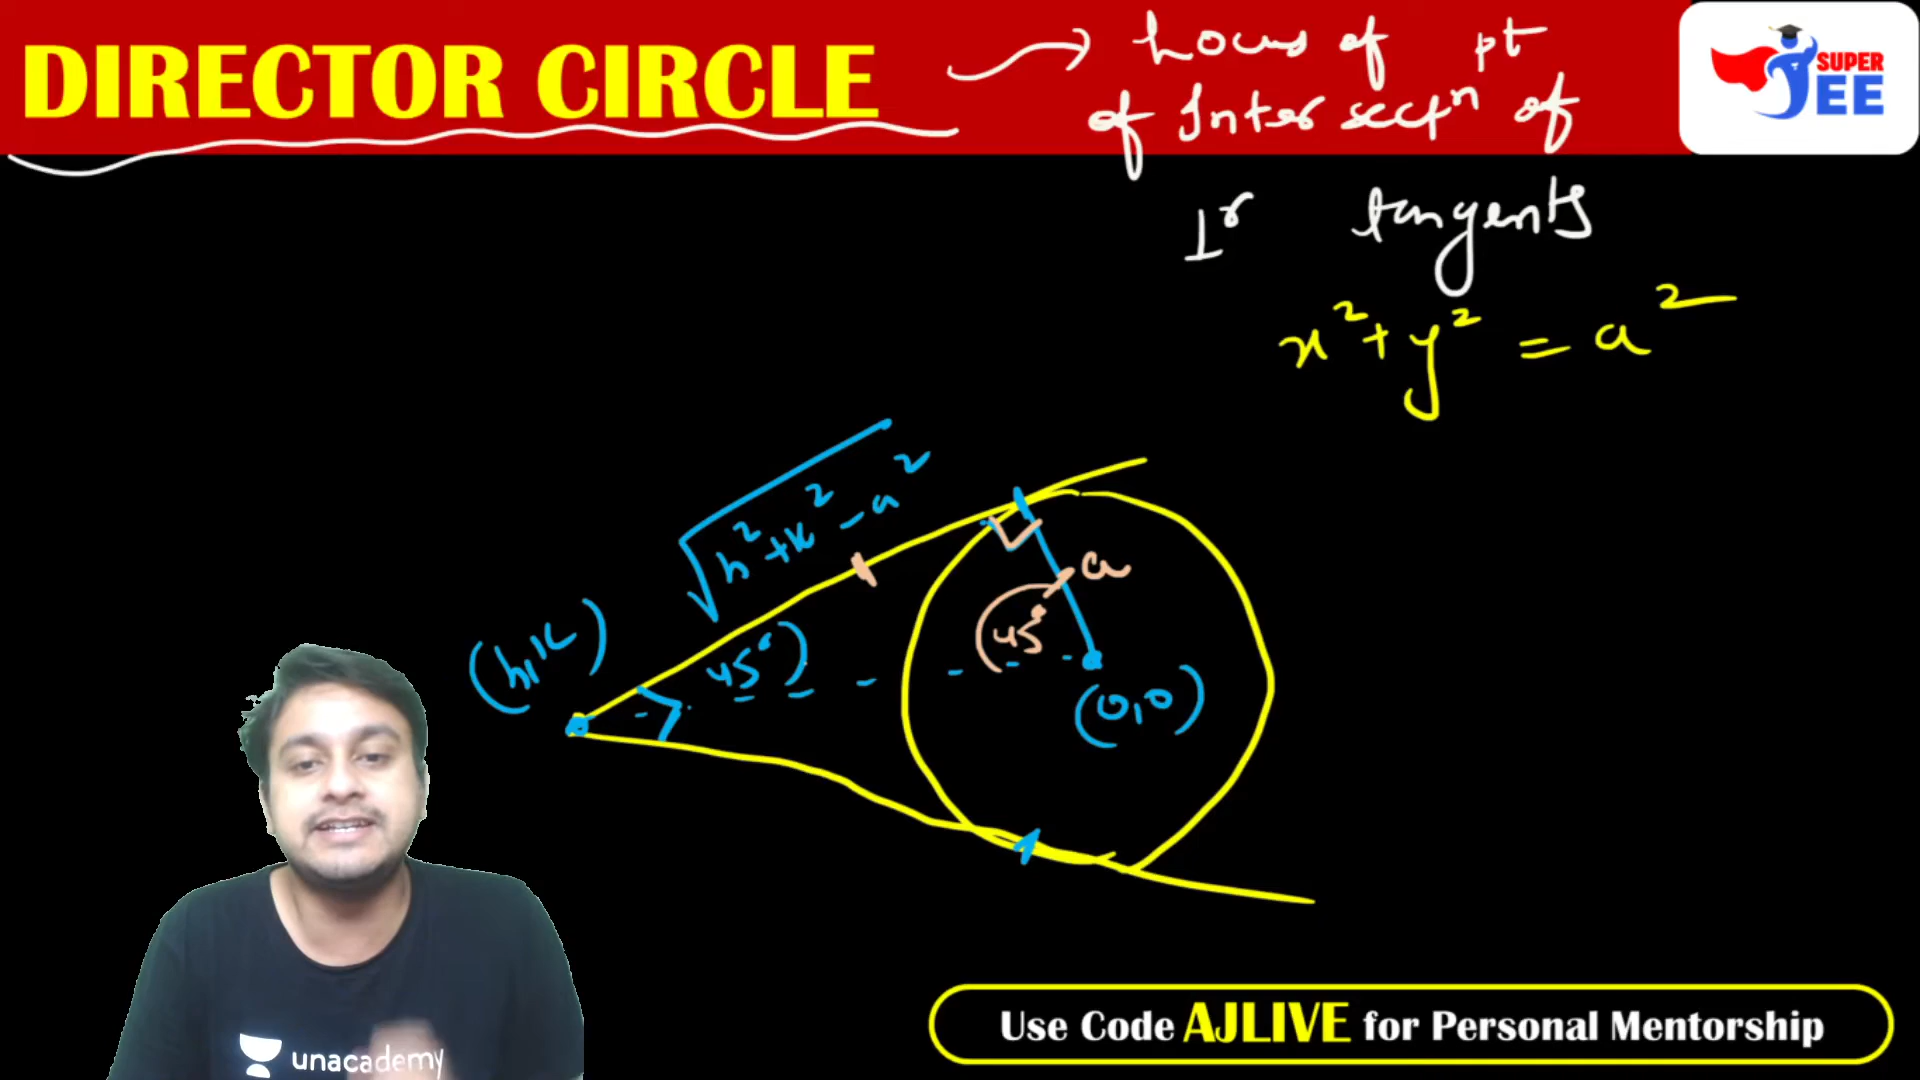 DIRECTOR CIRCLE
→ Locus of pt
of Intersectⁿ of
⊥ʳ tangents
SUPER
JEE
x² + y² = a²
√h²+k²-a²
a
(h,k)
45°
45°
(0,0)
unacademy
Use Code AJLIVE for Personal Mentorship